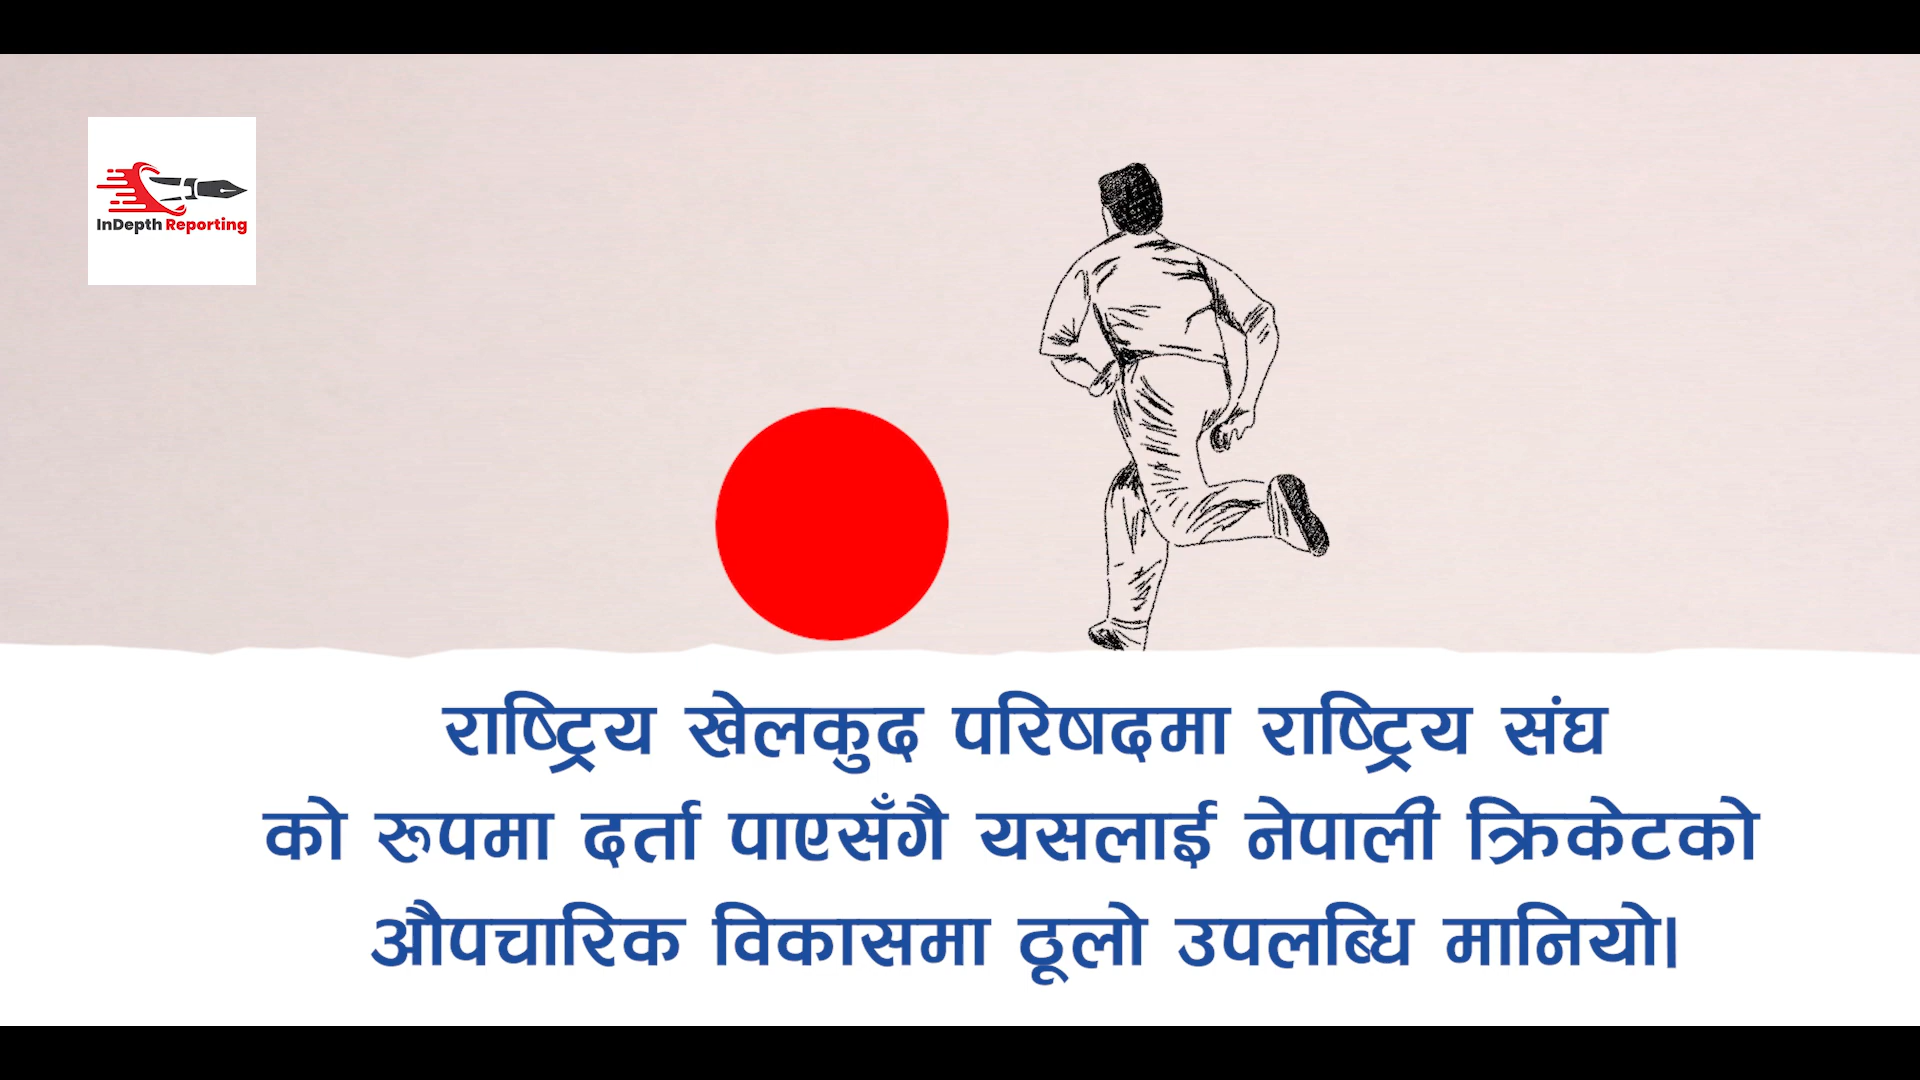 InDepth Reporting
राष्ट्रिय खेलकुद परिषदमा राष्ट्रिय संघ
को रुपमा दर्ता पाएसँगै यसलाई नेपाली क्रिकेटको
औपचारिक विकासमा ठूलो उपलब्धि मानियो।